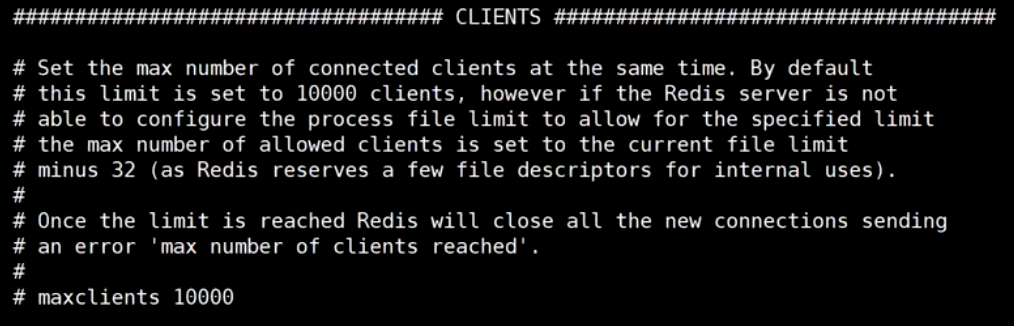 ################################### CLIENTS ####################################
# Set the max number of connected clients at the same time. By default
# this limit is set to 10000 clients, however if the Redis server is not
# able to configure the process file limit to allow for the specified limit
# the max number of allowed clients is set to the current file limit
# minus 32 (as Redis reserves a few file descriptors for internal uses).
#
# Once the limit is reached Redis will close all the new connections sending
# an error 'max number of clients reached'.
#
# maxclients 10000